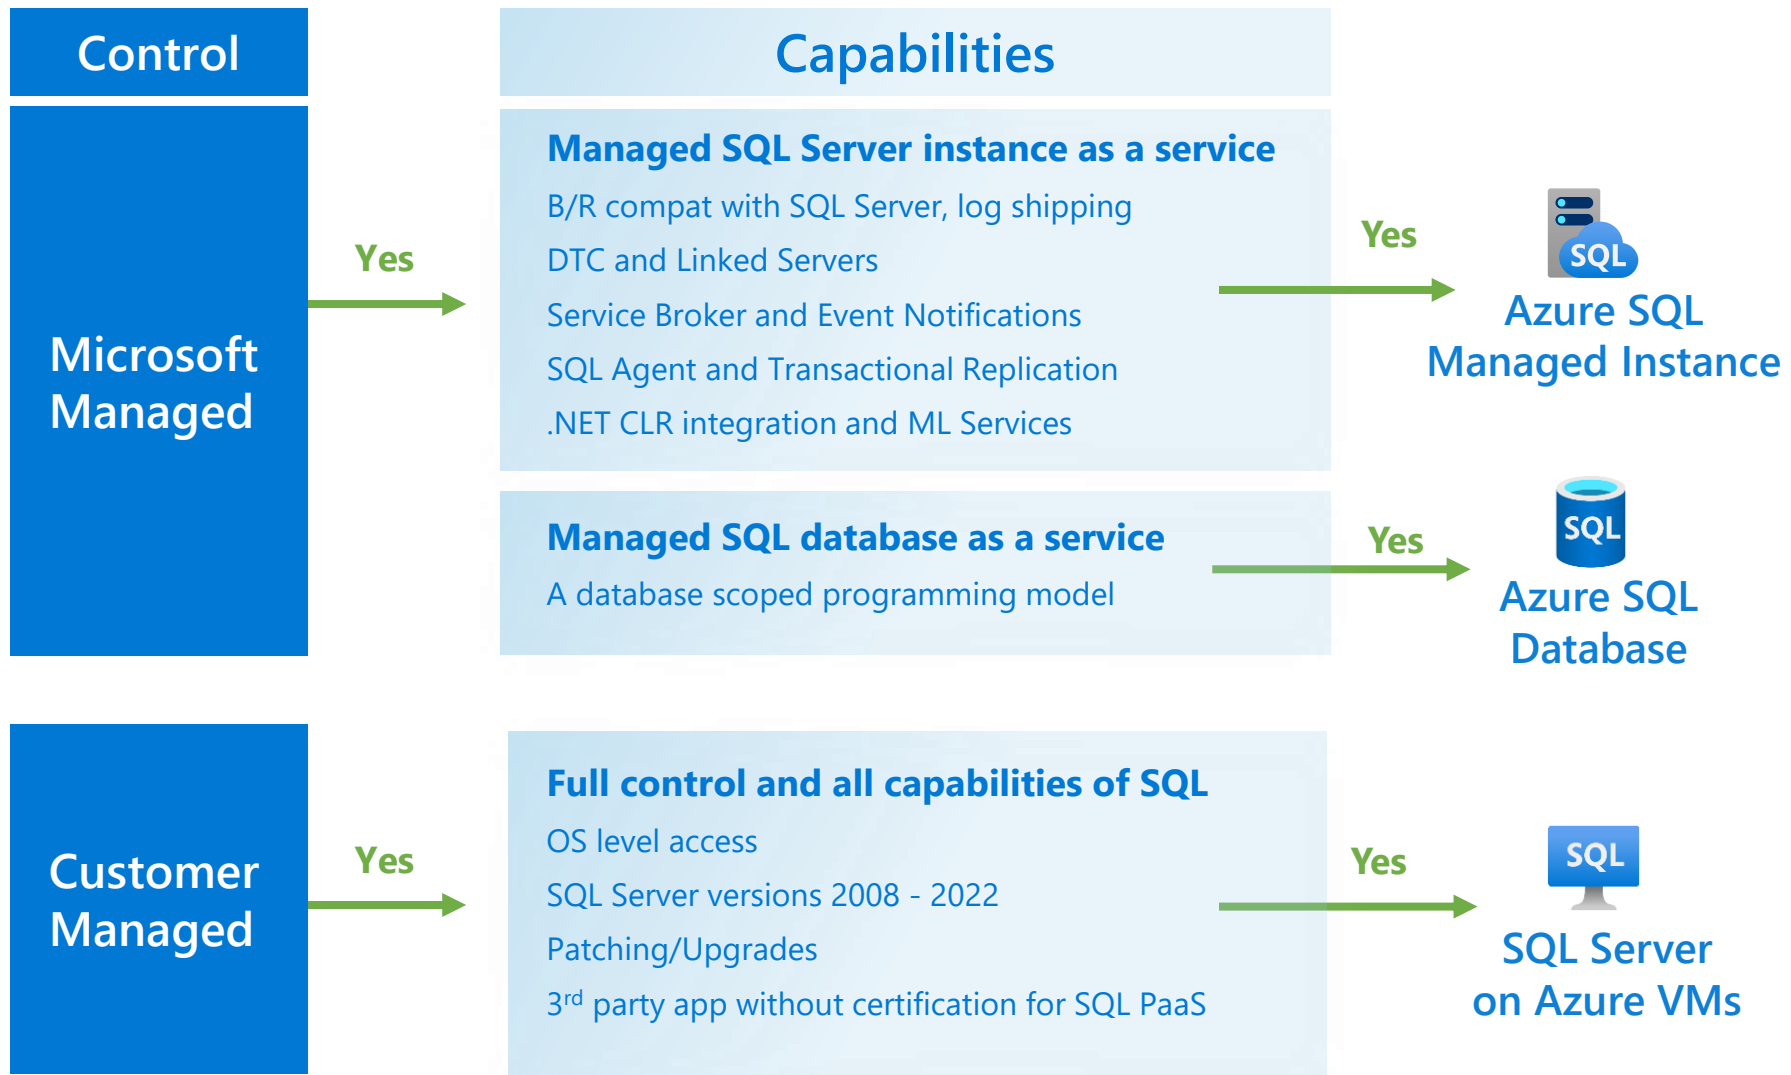 Control
Capabilities
Microsoft
Managed
Yes
Managed SQL Server instance as a service
B/R compat with SQL Server, log shipping
DTC and Linked Servers
Service Broker and Event Notifications
SQL Agent and Transactional Replication
.NET CLR integration and ML Services
Yes
SQL
Azure SQL
Managed Instance
Managed SQL database as a service
A database scoped programming model
Yes
SQL
Azure SQL
Database
Customer
Managed
Yes
Full control and all capabilities of SQL
OS level access
SQL Server versions 2008 - 2022
Patching/Upgrades
3rd party app without certification for SQL PaaS
Yes
SQL
SQL Server
on Azure VMs